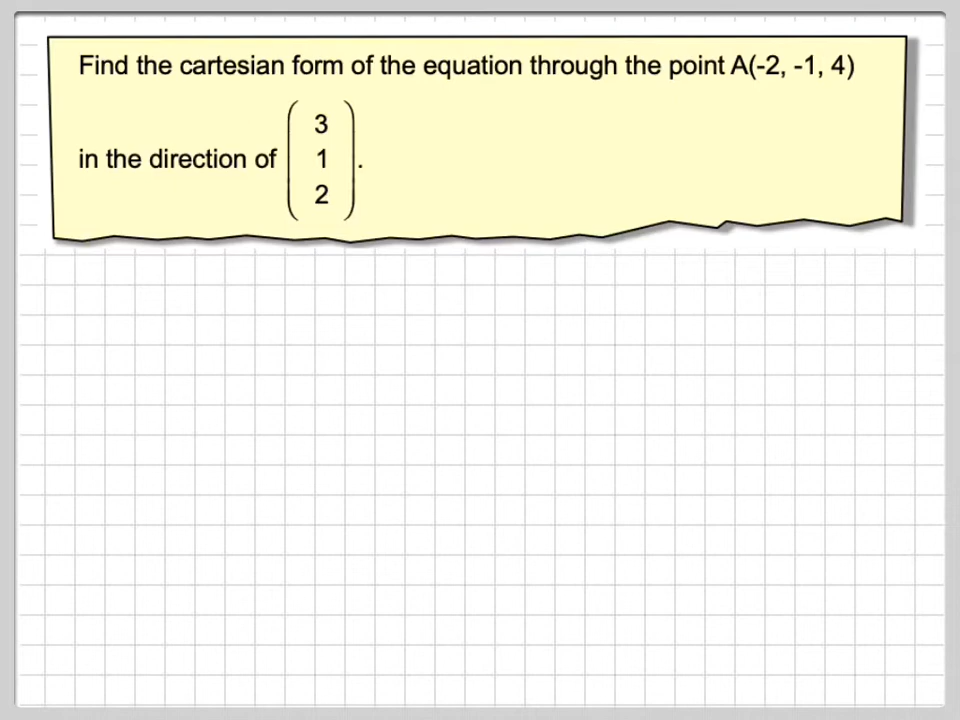 Find the cartesian form of the equation through the point A(-2, -1, 4)
3
in the direction of 1 .
2